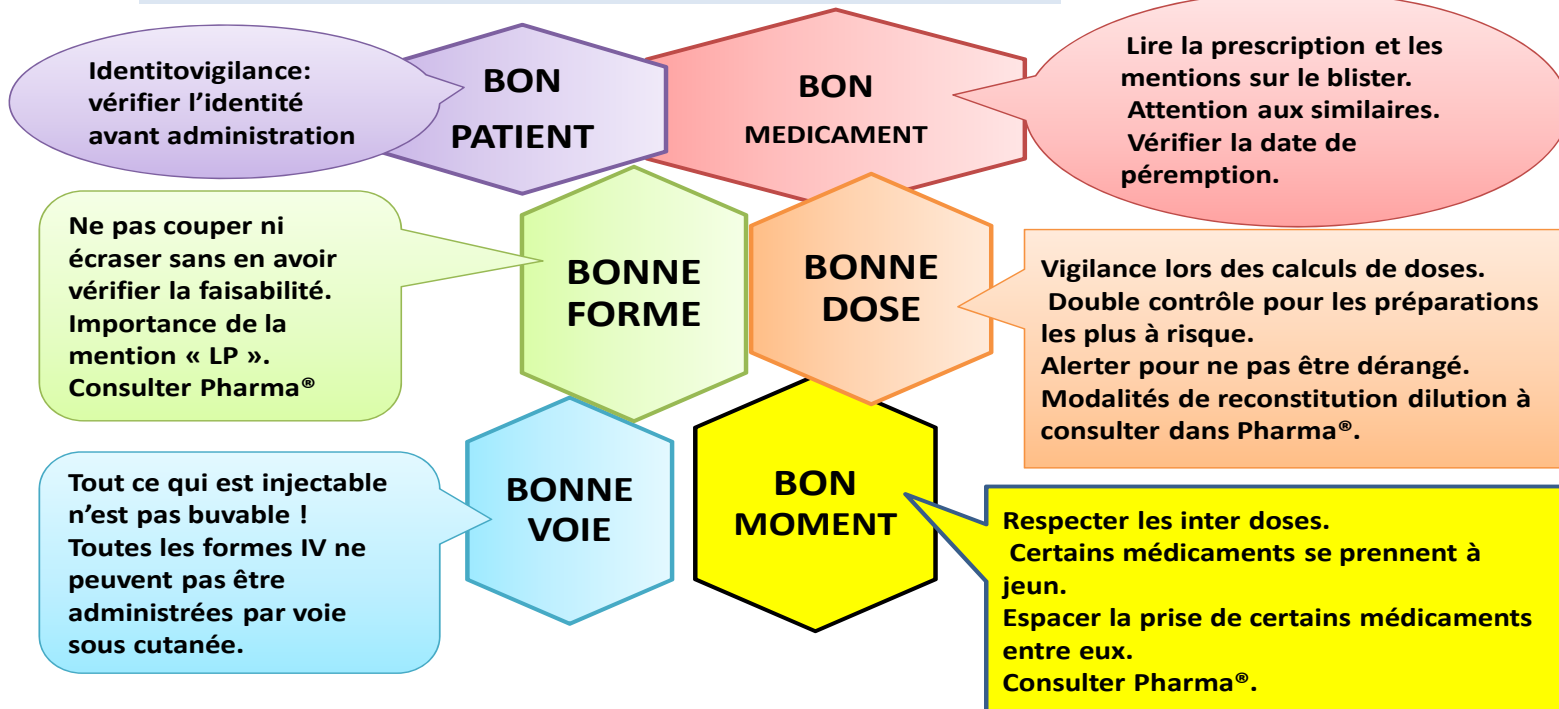 Identitovigilance:
vérifier l’identité
avant administration
BON
PATIENT
BON
MEDICAMENT
Lire la prescription et les
mentions sur le blister.
Attention aux similaires.
Vérifier la date de
péremption.
Ne pas couper ni
écraser sans en avoir
vérifier la faisabilité.
Importance de la
mention « LP ».
Consulter Pharma®
BONNE
FORME
BONNE
DOSE
Vigilance lors des calculs de doses.
Double contrôle pour les préparations
les plus à risque.
Alerter pour ne pas être dérangé.
Modalités de reconstitution dilution à
consulter dans Pharma®.
Tout ce qui est injectable
n’est pas buvable !
Toutes les formes IV ne
peuvent pas être
administrées par voie
sous cutanée.
BONNE
VOIE
BON
MOMENT
Respecter les inter doses.
Certains médicaments se prennent à
jeun.
Espacer la prise de certains médicaments
entre eux.
Consulter Pharma®.